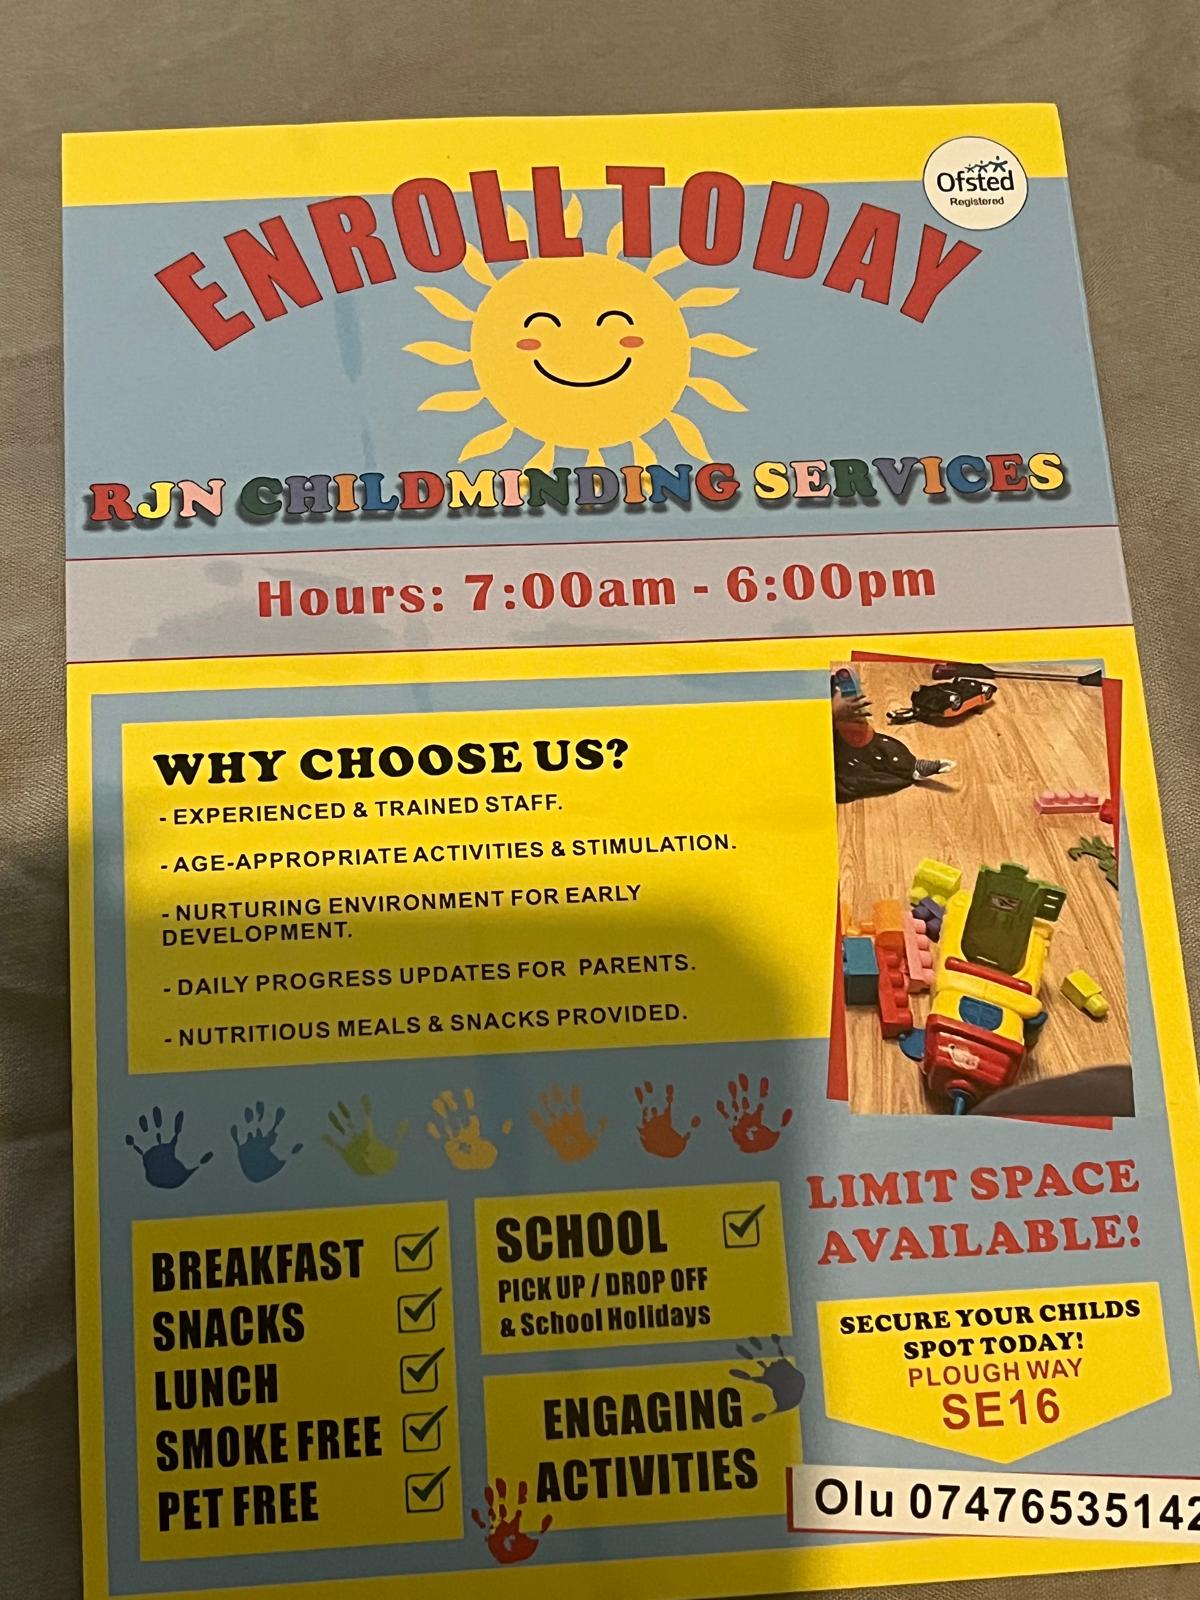 Ofsted
Registered
ENROLL TODAY
RJN CHILDMINDING SERVICES
Hours: 7:00am - 6:00pm
WHY CHOOSE US?
- EXPERIENCED & TRAINED STAFF.
- AGE-APPROPRIATE ACTIVITIES & STIMULATION.
- NURTURING ENVIRONMENT FOR EARLY
DEVELOPMENT.
- DAILY PROGRESS UPDATES FOR PARENTS.
- NUTRITIOUS MEALS & SNACKS PROVIDED.
BREAKFAST
SNACKS
LUNCH
SMOKE FREE
PET FREE
SCHOOL
PICK UP / DROP OFF
& School Holidays
ENGAGING
ACTIVITIES
LIMIT SPACE
AVAILABLE!
SECURE YOUR CHILDS
SPOT TODAY!
PLOUGH WAY
SE16
Olu 07476535142